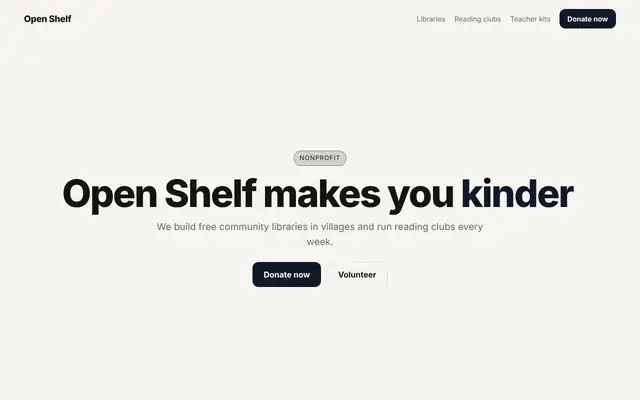 Open Shelf
Libraries
Reading clubs
Teacher kits
Donate now
NONPROFIT
Open Shelf makes you kinder
We build free community libraries in villages and run reading clubs every
week.
Donate now
Volunteer